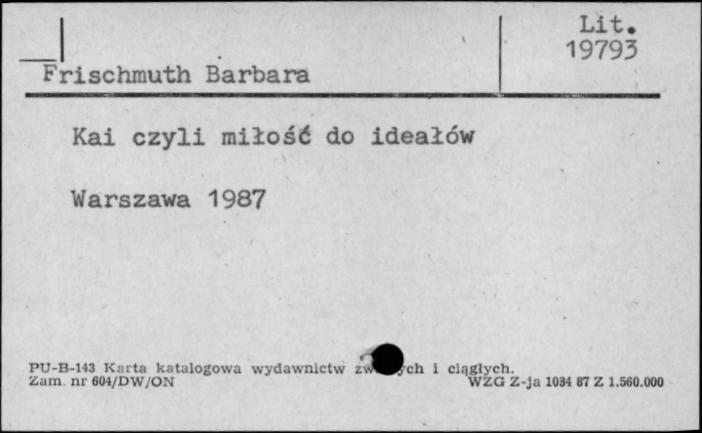 Lit.
19793
Frischmuth Barbara
Kai czyli miłość do ideałów
Warszawa 1987
PU-B-143 Karta katalogowa wydawnictw i ciągłych.
Zam. nr 604/DW/ON WZG Z-ja 1034 87 Z 1.560.000